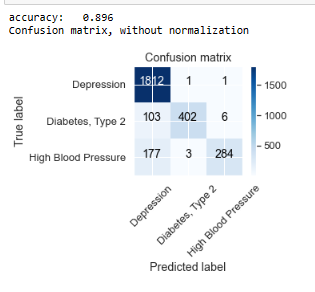 accuracy:   0.896
Confusion matrix, without normalization
Confusion matrix
Depression 1812 1 1
Diabetes, Type 2 103 402 6
High Blood Pressure 177 3 284
1500
1000
500
True label
Depression
Diabetes, Type 2
High Blood Pressure
Predicted label